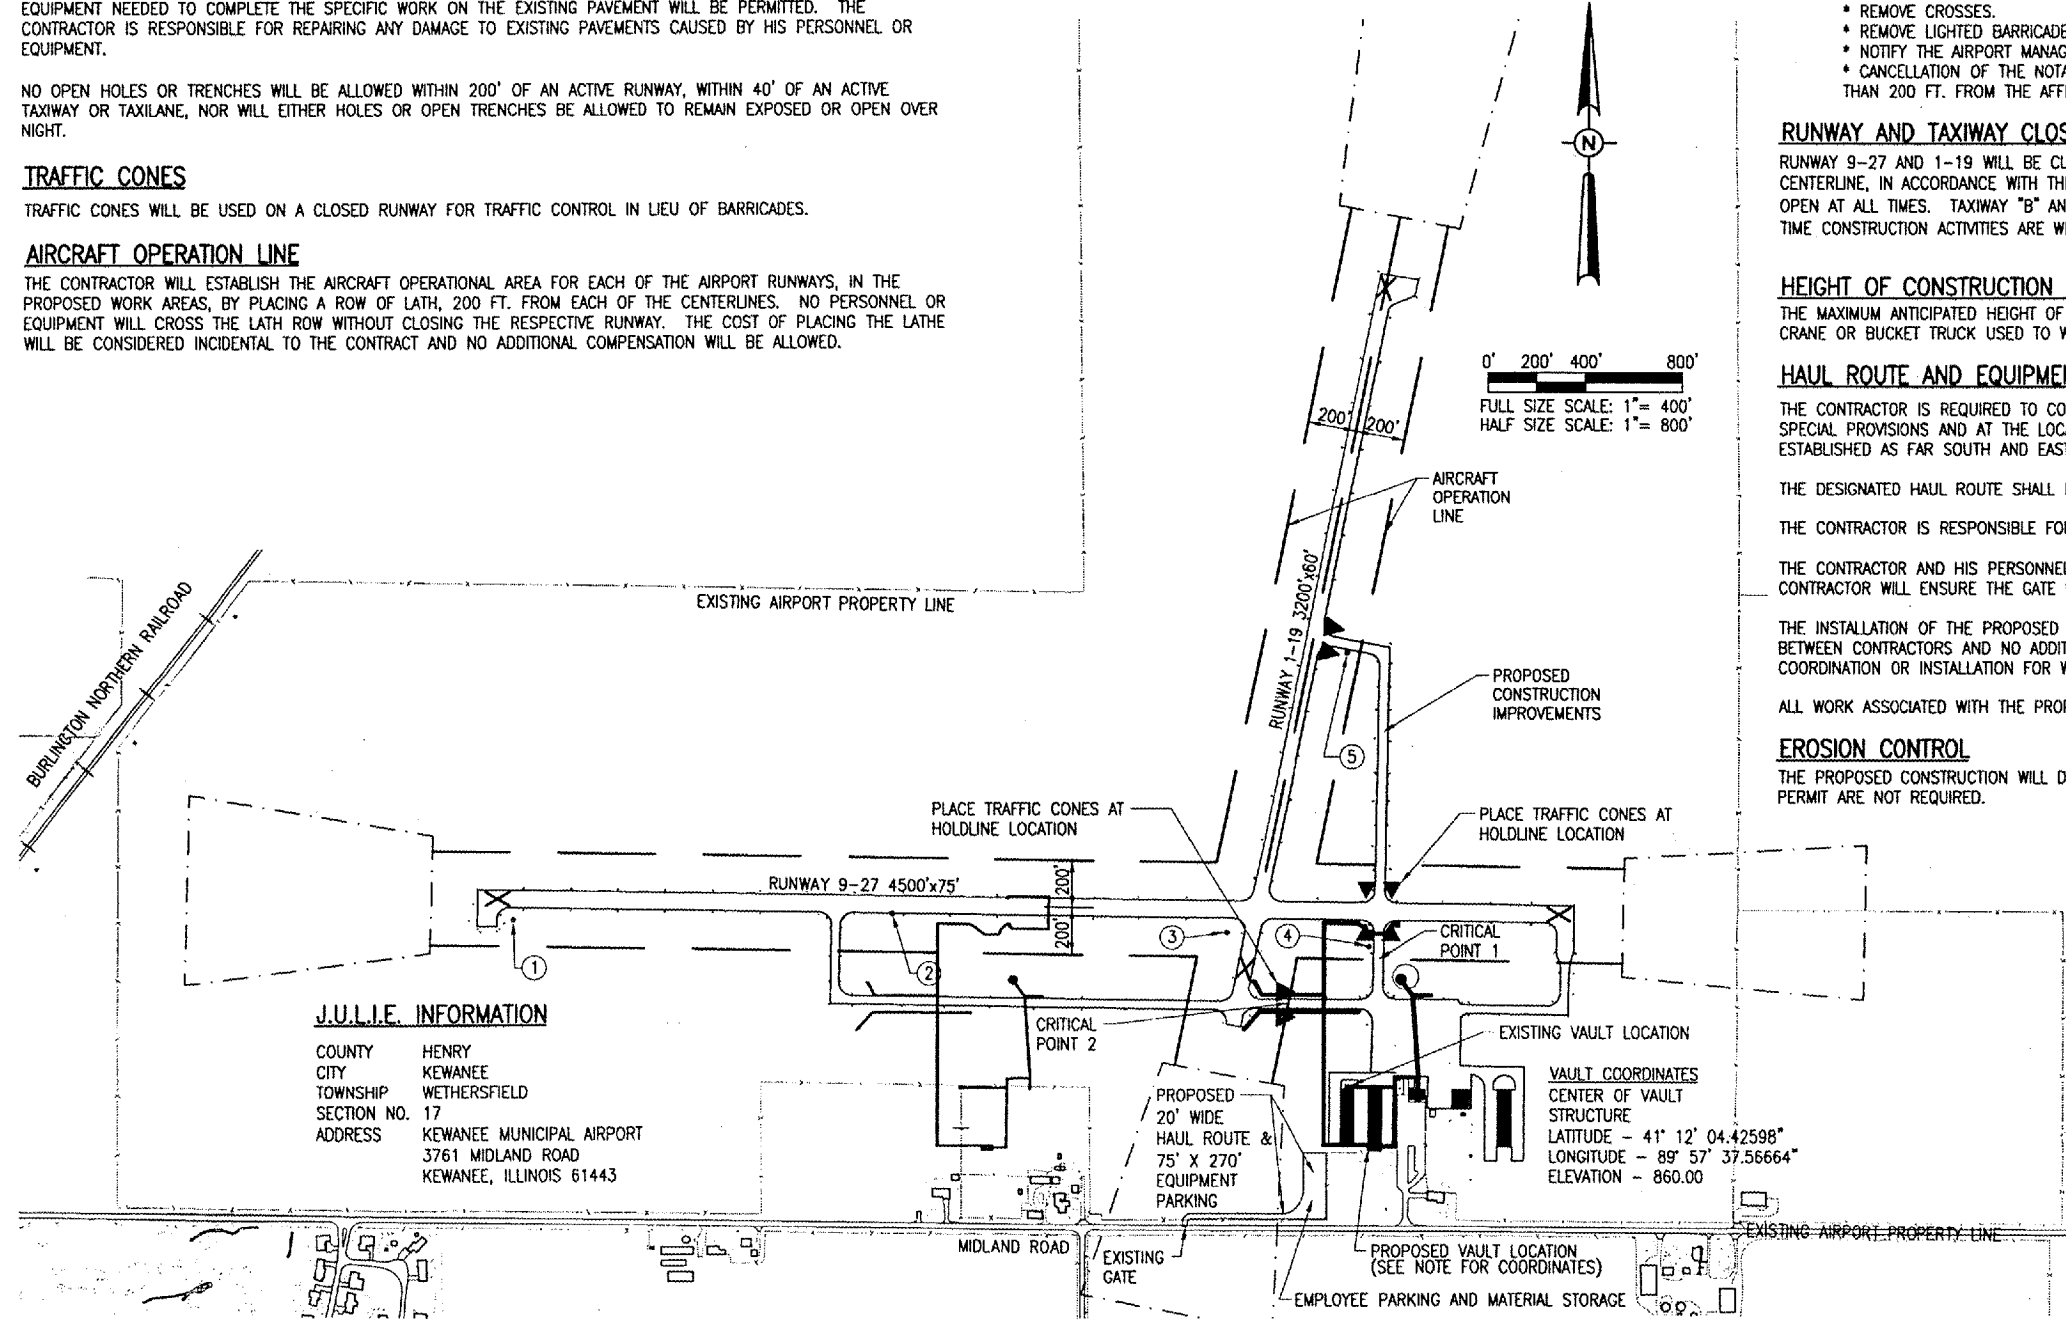 EQUIPMENT NEEDED TO COMPLETE THE SPECIFIC WORK ON THE EXISTING PAVEMENT WILL BE PERMITTED. THE
CONTRACTOR IS RESPONSIBLE FOR REPAIRING ANY DAMAGE TO EXISTING PAVEMENTS CAUSED BY HIS PERSONNEL OR
EQUIPMENT.
NO OPEN HOLES OR TRENCHES WILL BE ALLOWED WITHIN 200' OF AN ACTIVE RUNWAY, WITHIN 40' OF AN ACTIVE
TAXIWAY OR TAXILANE, NOR WILL EITHER HOLES OR OPEN TRENCHES BE ALLOWED TO REMAIN EXPOSED OR OPEN OVER
NIGHT.
TRAFFIC CONES
TRAFFIC CONES WILL BE USED ON A CLOSED RUNWAY FOR TRAFFIC CONTROL IN LIEU OF BARRICADES.
AIRCRAFT OPERATION LINE
THE CONTRACTOR WILL ESTABLISH THE AIRCRAFT OPERATIONAL AREA FOR EACH OF THE AIRPORT RUNWAYS, IN THE
PROPOSED WORK AREAS, BY PLACING A ROW OF LATH, 200 FT. FROM EACH OF THE CENTERLINES. NO PERSONNEL OR
EQUIPMENT WILL CROSS THE LATH ROW WITHOUT CLOSING THE RESPECTIVE RUNWAY. THE COST OF PLACING THE LATHE
WILL BE CONSIDERED INCIDENTAL TO THE CONTRACT AND NO ADDITIONAL COMPENSATION WILL BE ALLOWED.
N
0' 200' 400' 800'
FULL SIZE SCALE: 1"= 400'
HALF SIZE SCALE: 1"= 800'
200' 200'
AIRCRAFT
OPERATION
LINE
RUNWAY 1-19 3200'x60'
EXISTING AIRPORT PROPERTY LINE
BURLINGTON NORTHERN RAILROAD
PROPOSED
CONSTRUCTION
IMPROVEMENTS
5
PLACE TRAFFIC CONES AT
HOLDLINE LOCATION
PLACE TRAFFIC CONES AT
HOLDLINE LOCATION
RUNWAY 9-27 4500'x75'
200'
200'
1
2
3
4
CRITICAL
POINT 1
CRITICAL
POINT 2
EXISTING VAULT LOCATION
J.U.L.I.E. INFORMATION
COUNTY HENRY
CITY KEWANEE
TOWNSHIP WETHERSFIELD
SECTION NO. 17
ADDRESS KEWANEE MUNICIPAL AIRPORT
3761 MIDLAND ROAD
KEWANEE, ILLINOIS 61443
PROPOSED
20' WIDE
HAUL ROUTE &
75' X 270'
EQUIPMENT
PARKING
VAULT COORDINATES
CENTER OF VAULT
STRUCTURE
LATITUDE - 41° 12' 04.42598"
LONGITUDE - 89° 57' 37.56664"
ELEVATION - 860.00
MIDLAND ROAD
EXISTING
GATE
PROPOSED VAULT LOCATION
(SEE NOTE FOR COORDINATES)
EMPLOYEE PARKING AND MATERIAL STORAGE
EXISTING AIRPORT PROPERTY LINE
* REMOVE CROSSES.
* REMOVE LIGHTED BARRICADE
* NOTIFY THE AIRPORT MANAG
* CANCELLATION OF THE NOTA
THAN 200 FT. FROM THE AFF
RUNWAY AND TAXIWAY CLOS
RUNWAY 9-27 AND 1-19 WILL BE CL
CENTERLINE, IN ACCORDANCE WITH TH
OPEN AT ALL TIMES. TAXIWAY "B" AN
TIME CONSTRUCTION ACTIVITIES ARE W
HEIGHT OF CONSTRUCTION
THE MAXIMUM ANTICIPATED HEIGHT OF
CRANE OR BUCKET TRUCK USED TO W
HAUL ROUTE AND EQUIPME
THE CONTRACTOR IS REQUIRED TO CO
SPECIAL PROVISIONS AND AT THE LOC
ESTABLISHED AS FAR SOUTH AND EAS
THE DESIGNATED HAUL ROUTE SHALL
THE CONTRACTOR IS RESPONSIBLE FO
THE CONTRACTOR AND HIS PERSONNEL
CONTRACTOR WILL ENSURE THE GATE
THE INSTALLATION OF THE PROPOSED
BETWEEN CONTRACTORS AND NO ADDIT
COORDINATION OR INSTALLATION FOR W
ALL WORK ASSOCIATED WITH THE PRO
EROSION CONTROL
THE PROPOSED CONSTRUCTION WILL D
PERMIT ARE NOT REQUIRED.